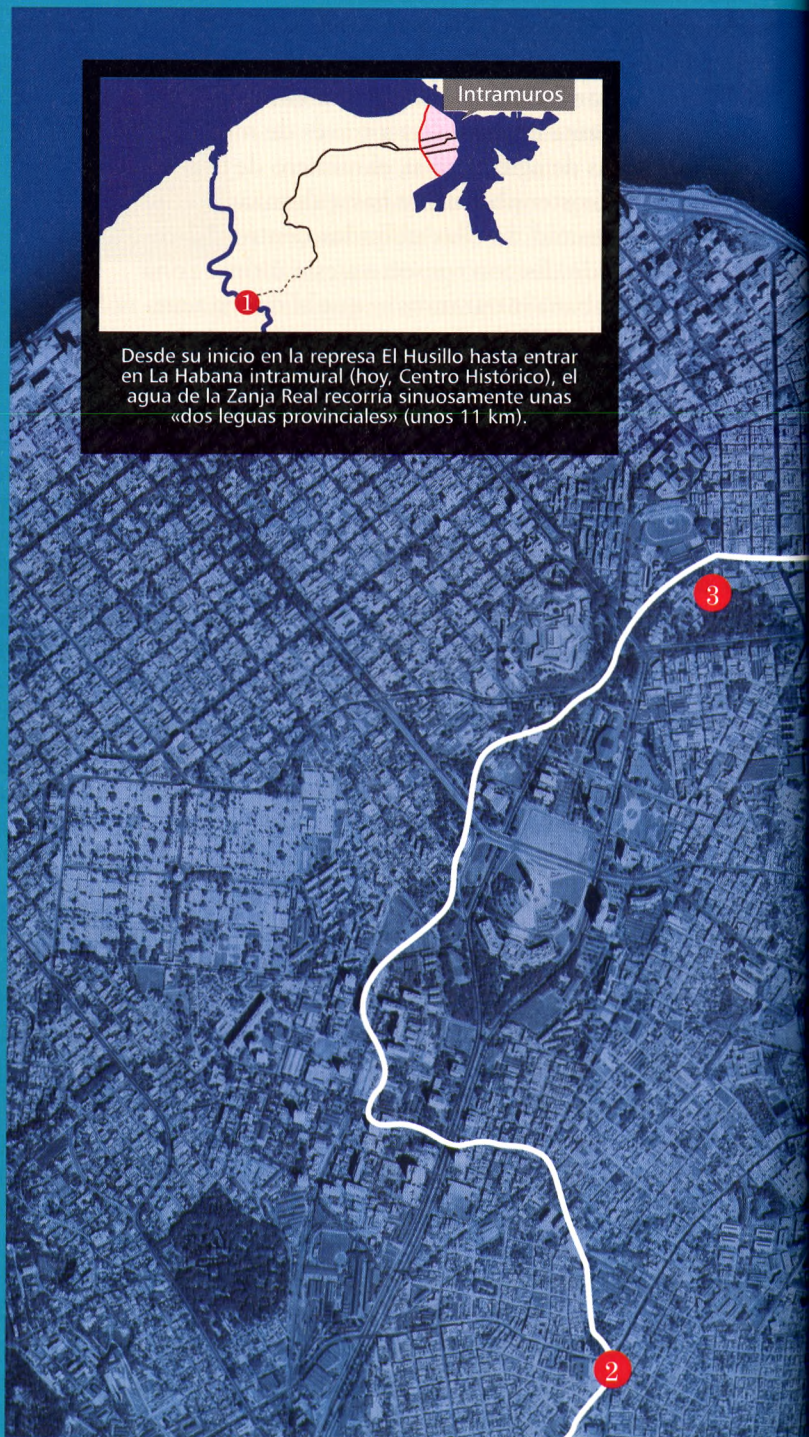 Intramuros
1
Desde su inicio en la represa El Husillo hasta entrar
en La Habana intramural (hoy, Centro Histórico), el
agua de la Zanja Real recorría sinuosamente unas
«dos leguas provinciales» (unos 11 km).
3
2